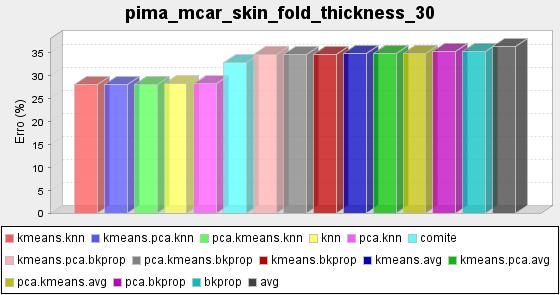 pima_mcar_skin_fold_thickness_30
Erro (%)
35
30
25
20
15
10
5
0
kmeans.knn kmeans.pca.knn pca.kmeans.knn knn pca.knn comite
kmeans.pca.bkprop pca.kmeans.bkprop kmeans.bkprop kmeans.avg kmeans.pca.avg
pca.kmeans.avg pca.bkprop bkprop avg